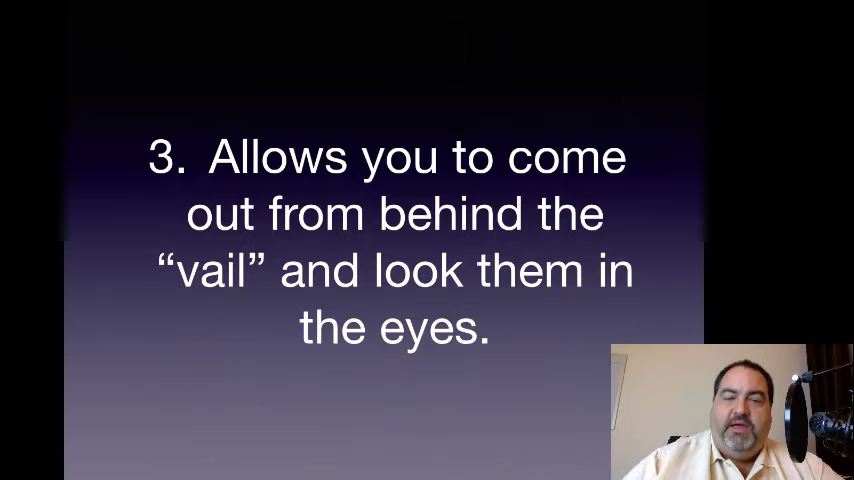 3. Allows you to come
out from behind the
“vail” and look them in
the eyes.